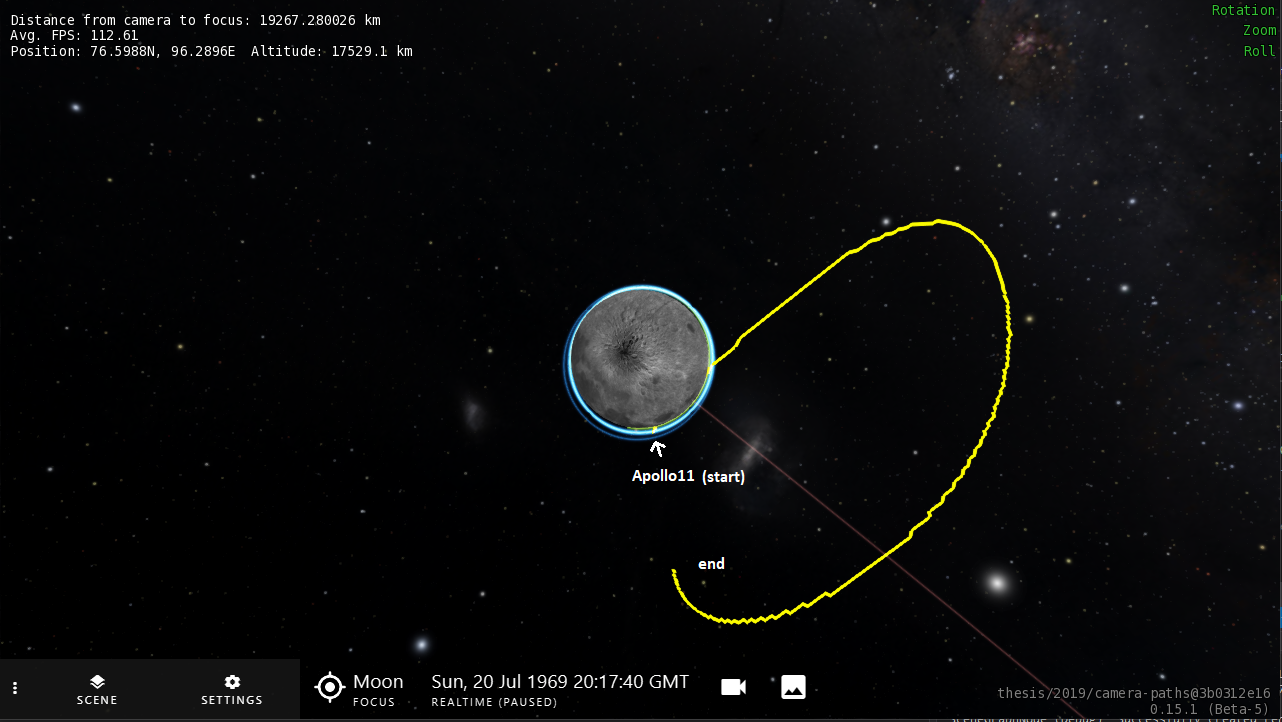 Distance from camera to focus: 19267.280026 km
Avg. FPS: 112.61
Position: 76.5988N, 96.2896E  Altitude: 17529.1 km
Rotation
Zoom
Roll
Apollo11 (start)
end
SCENE
SETTINGS
Moon
FOCUS
Sun, 20 Jul 1969 20:17:40 GMT
REALTIME (PAUSED)
thesis/2019/camera-paths@3b0312e16
0.15.1 (Beta-5)